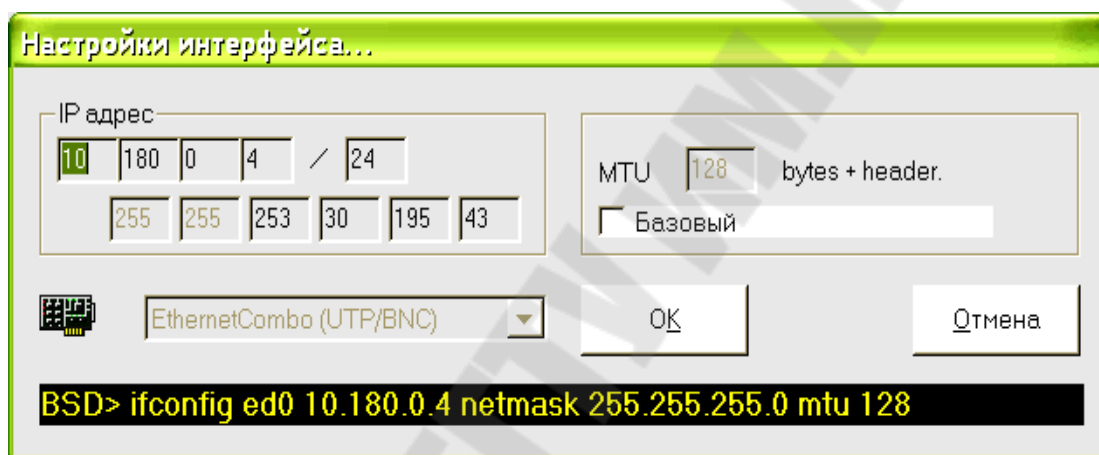 Настройки интерфейса...
IP адрес
10 180 0 4 / 24
255 255 253 30 195 43
MTU 128 bytes + header.
Базовый
EthernetCombo (UTP/BNC)
OK
Отмена
BSD> ifconfig ed0 10.180.0.4 netmask 255.255.255.0 mtu 128